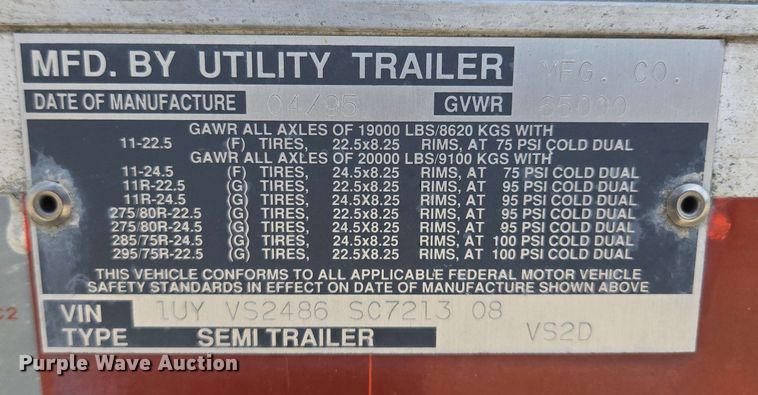 MFD. BY UTILITY TRAILER MFG. CO.
DATE OF MANUFACTURE 04/95 GVWR 65000
GAWR ALL AXLES OF 19000 LBS/8620 KGS WITH
11-22.5 (F) TIRES, 22.5x8.25 RIMS, AT 75 PSI COLD DUAL
GAWR ALL AXLES OF 20000 LBS/9100 KGS WITH
11-24.5 (F) TIRES, 24.5x8.25 RIMS, AT 75 PSI COLD DUAL
11R-22.5 (G) TIRES, 22.5x8.25 RIMS, AT 95 PSI COLD DUAL
11R-24.5 (G) TIRES, 24.5x8.25 RIMS, AT 95 PSI COLD DUAL
275/80R-22.5 (G) TIRES, 22.5x8.25 RIMS, AT 95 PSI COLD DUAL
275/80R-24.5 (G) TIRES, 24.5x8.25 RIMS, AT 95 PSI COLD DUAL
285/75R-24.5 (G) TIRES, 24.5x8.25 RIMS, AT 100 PSI COLD DUAL
295/75R-22.5 (G) TIRES, 22.5x8.25 RIMS, AT 100 PSI COLD DUAL
THIS VEHICLE CONFORMS TO ALL APPLICABLE FEDERAL MOTOR VEHICLE
SAFETY STANDARDS IN EFFECT ON DATE OF MANUFACTURE SHOWN ABOVE
VIN 1UY VS2486 SC7213 08
TYPE SEMI TRAILER VS2D
C2
Purple Wave Auction